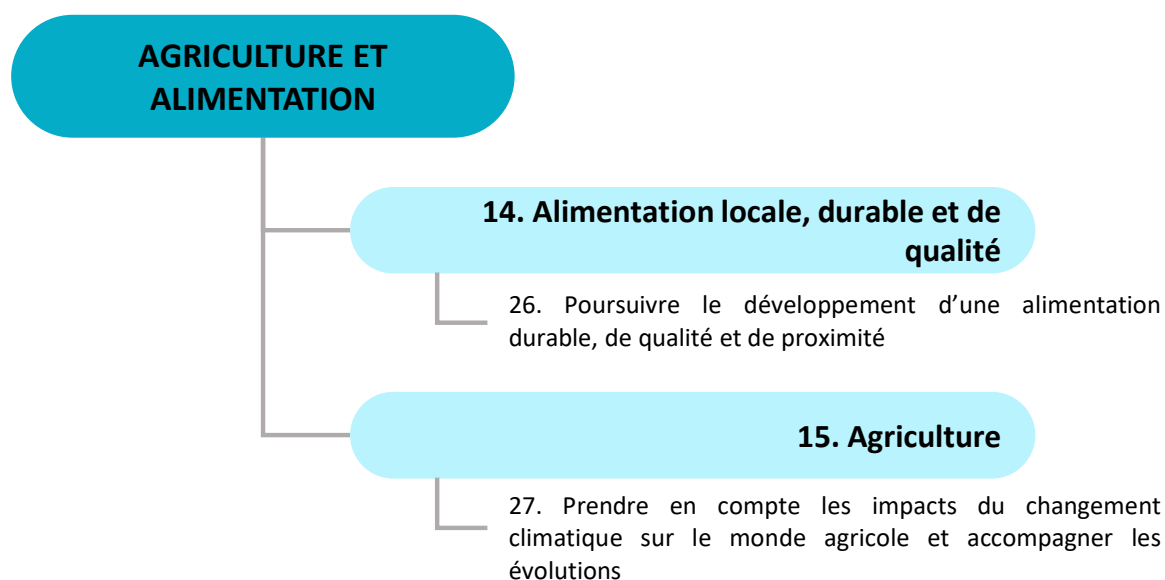 AGRICULTURE ET
ALIMENTATION
14. Alimentation locale, durable et de
qualité
26. Poursuivre le développement d’une alimentation
durable, de qualité et de proximité
15. Agriculture
27. Prendre en compte les impacts du changement
climatique sur le monde agricole et accompagner les
évolutions